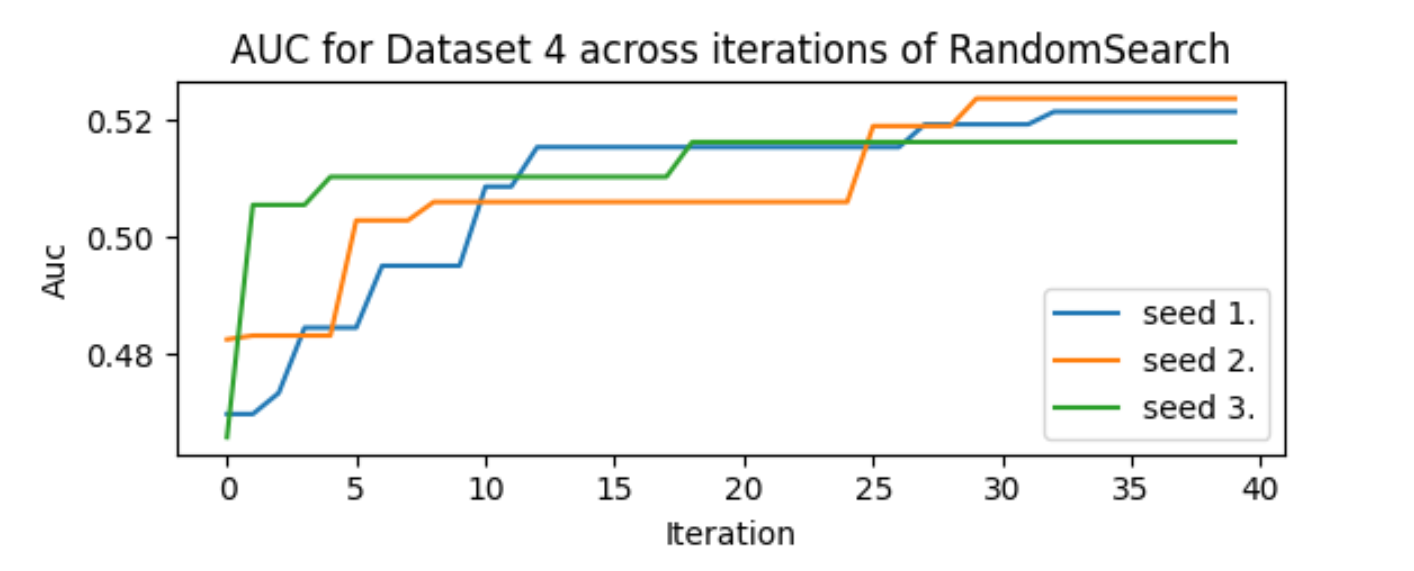 AUC for Dataset 4 across iterations of RandomSearch
0.52
0.50
0.48
Auc
seed 1.
seed 2.
seed 3.
0 5 10 15 20 25 30 35 40
Iteration